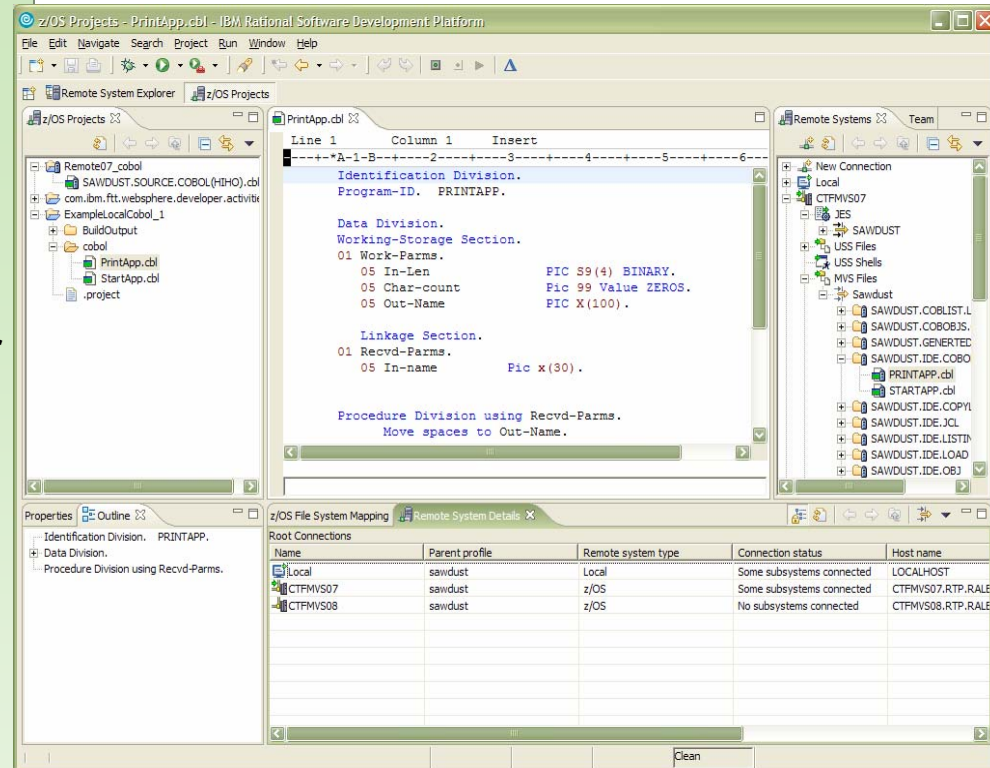 z/OS Projects - PrintApp.cbl - IBM Rational Software Development Platform
File Edit Navigate Search Project Run Window Help
Remote System Explorer z/OS Projects
z/OS Projects
Remote07_cobol
SAWDUST.SOURCE.COBOL(HIHO).cbl
com.ibm.ftt.websphere.developer.activitie
ExampleLocalCobol_1
BuildOutput
cobol
PrintApp.cbl
StartApp.cbl
.project
PrintApp.cbl
Line 1 Column 1 Insert
----+-*A-1-B--+----2----+----3----+----4----+----5----+----6---
Identification Division.
Program-ID. PRINTAPP.
Data Division.
Working-Storage Section.
01 Work-Parms.
05 In-Len PIC S9(4) BINARY.
05 Char-count Pic 99 Value ZEROS.
05 Out-Name PIC X(100).
Linkage Section.
01 Recvd-Parms.
05 In-name Pic x(30).
Procedure Division using Recvd-Parms.
Move spaces to Out-Name.
Remote Systems Team
New Connection
Local
CTFMVS07
JES
SAWDUST
USS Files
USS Shells
MVS Files
Sawdust
SAWDUST.COBLIST.L
SAWDUST.COBOBJS.
SAWDUST.GENERTED
SAWDUST.IDE.COBO
PRINTAPP.cbl
STARTAPP.cbl
SAWDUST.IDE.COPYL
SAWDUST.IDE.JCL
SAWDUST.IDE.LISTIN
SAWDUST.IDE.LOAD
SAWDUST.IDE.OBJ
Properties Outline
Identification Division. PRINTAPP.
Data Division.
Procedure Division using Recvd-Parms.
z/OS File System Mapping Remote System Details
Root Connections
Name Parent profile Remote system type Connection status Host name
Local sawdust Local Some subsystems connected LOCALHOST
CTFMVS07 sawdust z/OS Some subsystems connected CTFMVS07.RTP.RALE
CTFMVS08 sawdust z/OS No subsystems connected CTFMVS08.RTP.RALE
Clean